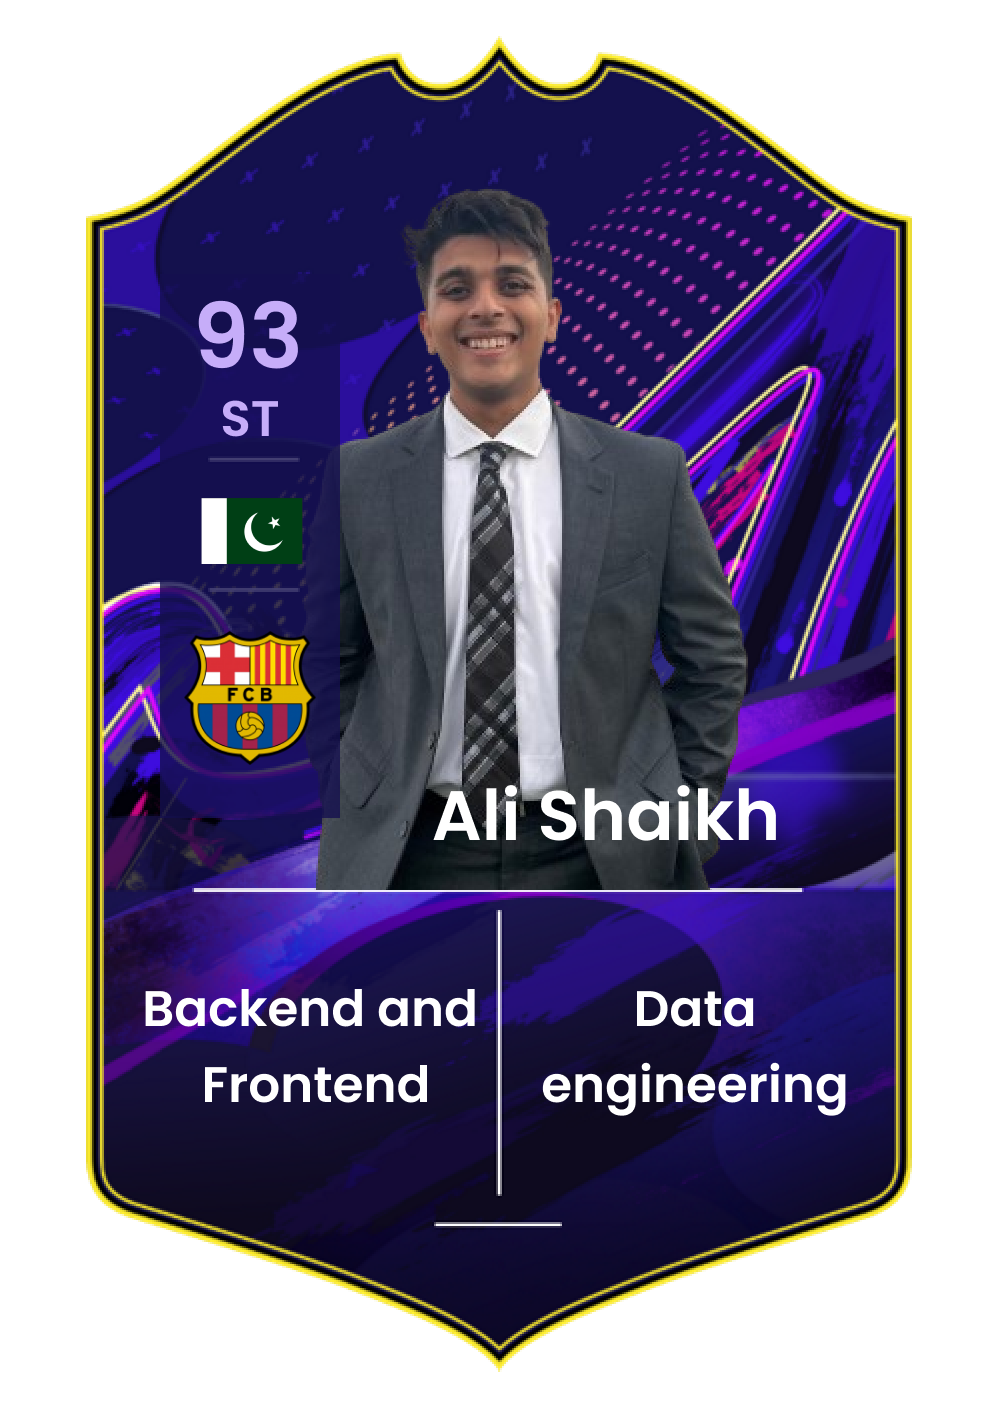 93
ST
FCB
Ali Shaikh
Backend and
Frontend
Data
engineering